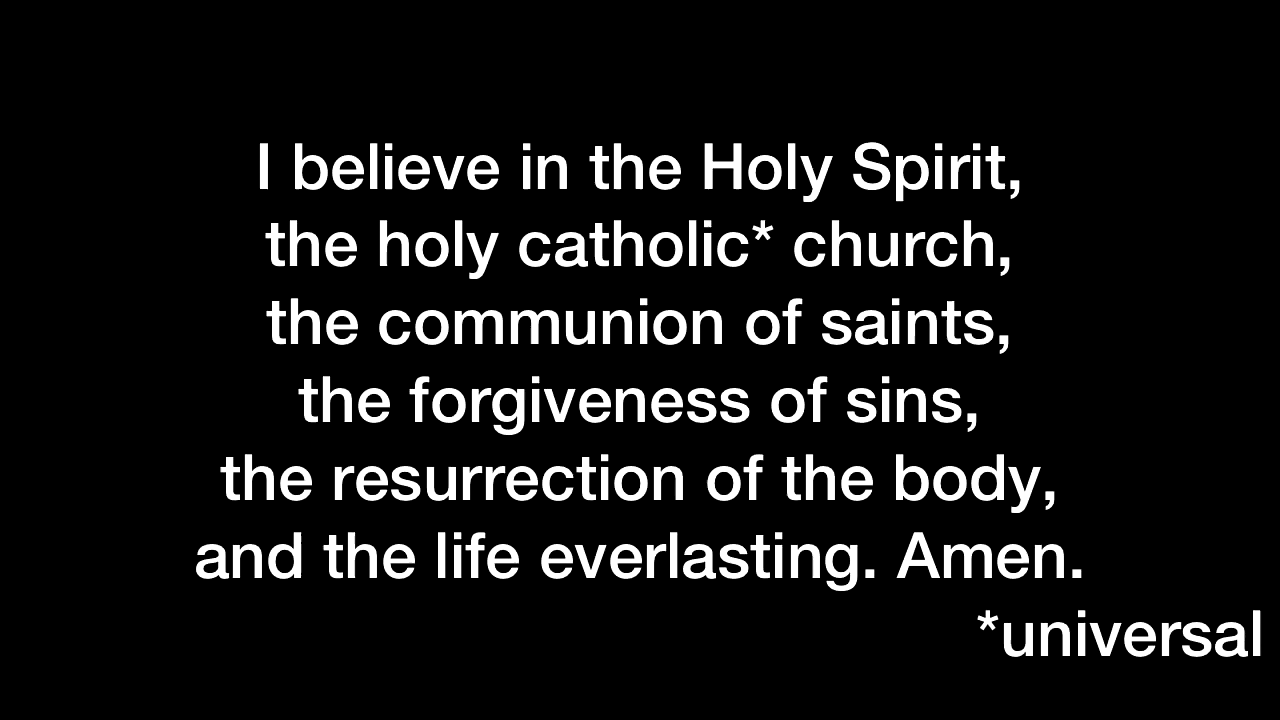 I believe in the Holy Spirit,
the holy catholic* church,
the communion of saints,
the forgiveness of sins,
the resurrection of the body,
and the life everlasting. Amen.
*universal